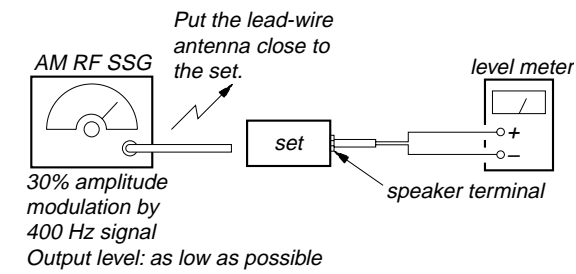 Put the lead-wire
antenna close to
the set.
AM RF SSG
level meter
set
+
–
speaker terminal
30% amplitude
modulation by
400 Hz signal
Output level: as low as possible